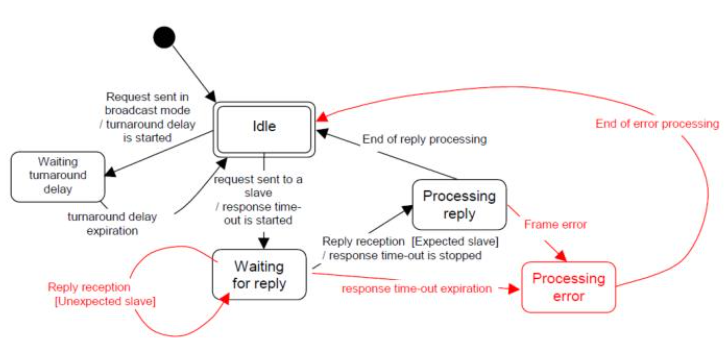 Request sent in
broadcast mode
/ turnaround delay
is started
Idle
End of error processing
End of reply processing
Waiting
turnaround
delay
request sent to a
slave
/ response time-
out is started
Processing
reply
turnaround delay
expiration
Frame error
Reply reception [Expected slave]
/ response time-out is stopped
Waiting
for reply
Processing
error
Reply reception
[Unexpected slave]
response time-out expiration